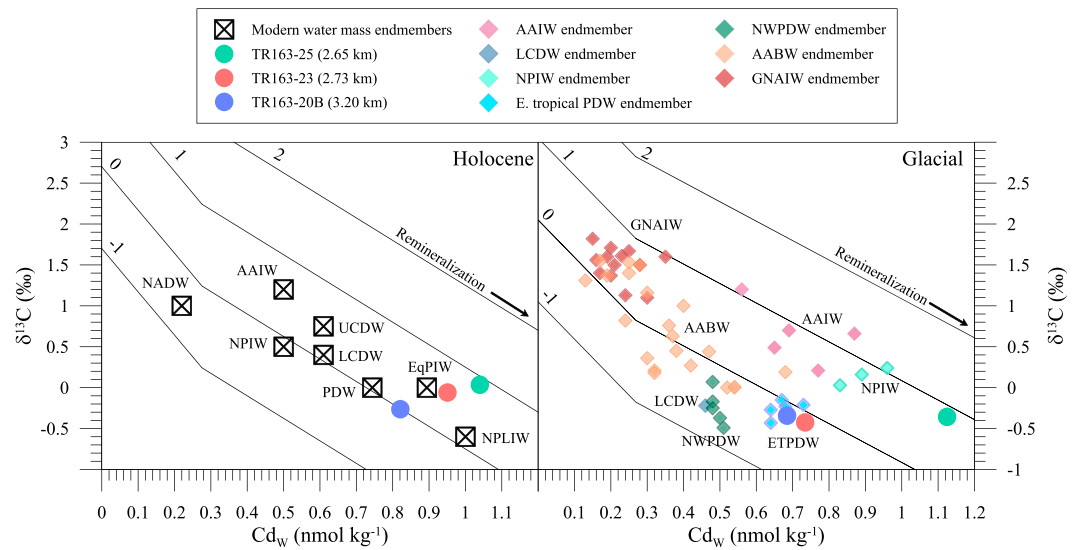 Modern water mass endmembers
TR163-25 (2.65 km)
TR163-23 (2.73 km)
TR163-20B (3.20 km)
AAIW endmember
LCDW endmember
NPIW endmember
E. tropical PDW endmember
NWPDW endmember
AABW endmember
GNAIW endmember
Holocene
3
2.5
2
1.5
1
0.5
0
-0.5
-1
δ¹³C (‰)
0
0.1
0.2
0.3
0.4
0.5
0.6
0.7
0.8
0.9
1
1.1
Cd_W (nmol kg⁻¹)
2
1
0
-1
Remineralization
NADW
AAIW
UCDW
NPIW
LCDW
EqPIW
PDW
NPLIW
Glacial
2
1
0
-1
GNAIW
Remineralization
AABW
AAIW
NPIW
LCDW
NWPDW
ETPDW
2.5
2
1.5
1
0.5
0
-0.5
-1
δ¹³C (‰)
0.1
0.2
0.3
0.4
0.5
0.6
0.7
0.8
0.9
1
1.1
1.2
Cd_W (nmol kg⁻¹)